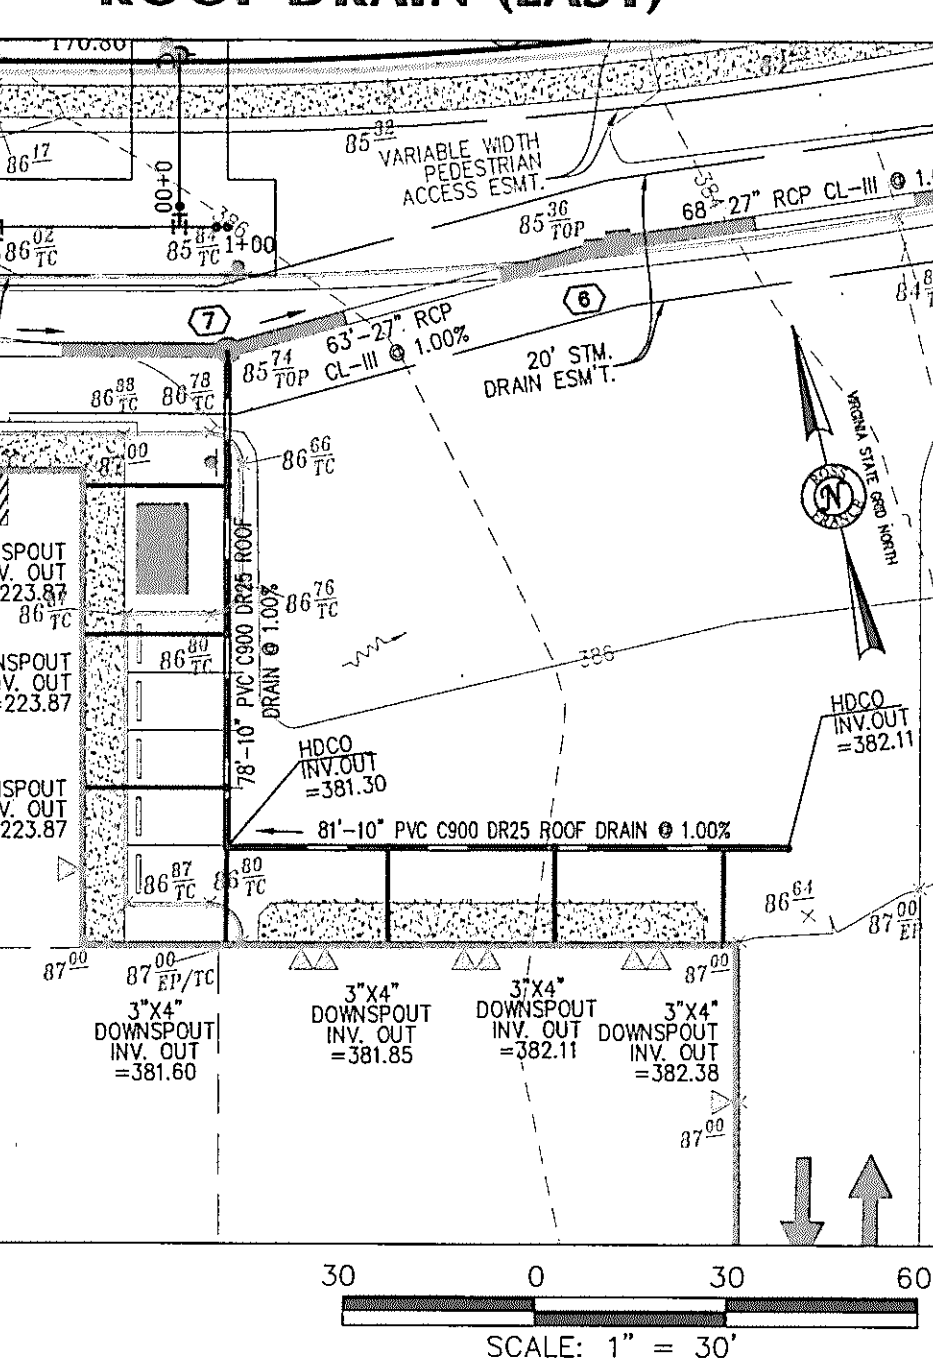 ROOF DRAIN (EAST)
170.80
82
86 17
85 32
VARIABLE WIDTH
PEDESTRIAN
ACCESS ESMT.
0+00
384
68'-27" RCP CL-III @ 1.
86 02 TC
85 84 TC
386
1+00
85 36 TOP
7
6
63'-27" RCP
CL-III @ 1.00%
85 74 TOP
20' STM.
DRAIN ESM'T.
86 88 TC
86 78 TC
86 66 TC
VIRGINIA STATE GRID NORTH
ROSS
N
FRANCE
SPOUT
V. OUT
223.87
86 87 TC
78'-10" PVC C900 DR25 ROOF
DRAIN @ 1.00%
86 76 TC
86 80 TC
386
NSPOUT
V. OUT
=223.87
HDCO
INV.OUT
=382.11
HDCO
INV.OUT
=381.30
SPOUT
V. OUT
223.87
81'-10" PVC C900 DR25 ROOF DRAIN @ 1.00%
86 87 TC
86 80 TC
86 64
87 00 EP
87 00
87 00 EP/TC
87 00
3"X4"
DOWNSPOUT
INV. OUT
=381.60
3"X4"
DOWNSPOUT
INV. OUT
=381.85
3"X4"
DOWNSPOUT
INV. OUT
=382.11
3"X4"
DOWNSPOUT
INV. OUT
=382.38
87 00
30 0 30 60
SCALE: 1" = 30'